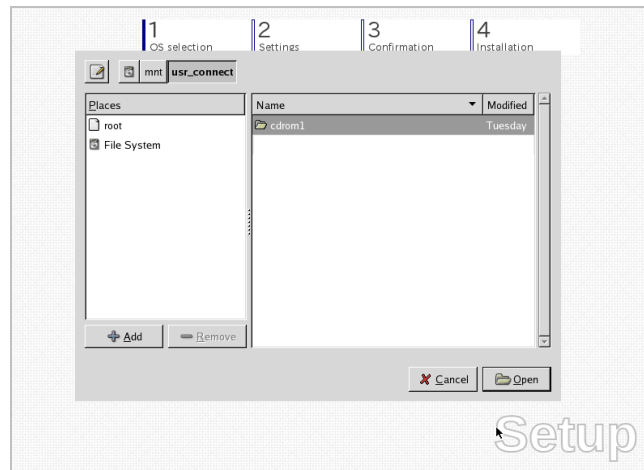 1
OS selection
2
Settings
3
Confirmation
4
Installation
mnt
usr_connect
Places
Name
Modified
root
File System
cdrom1
Tuesday
Add
Remove
Cancel
Open
Setup